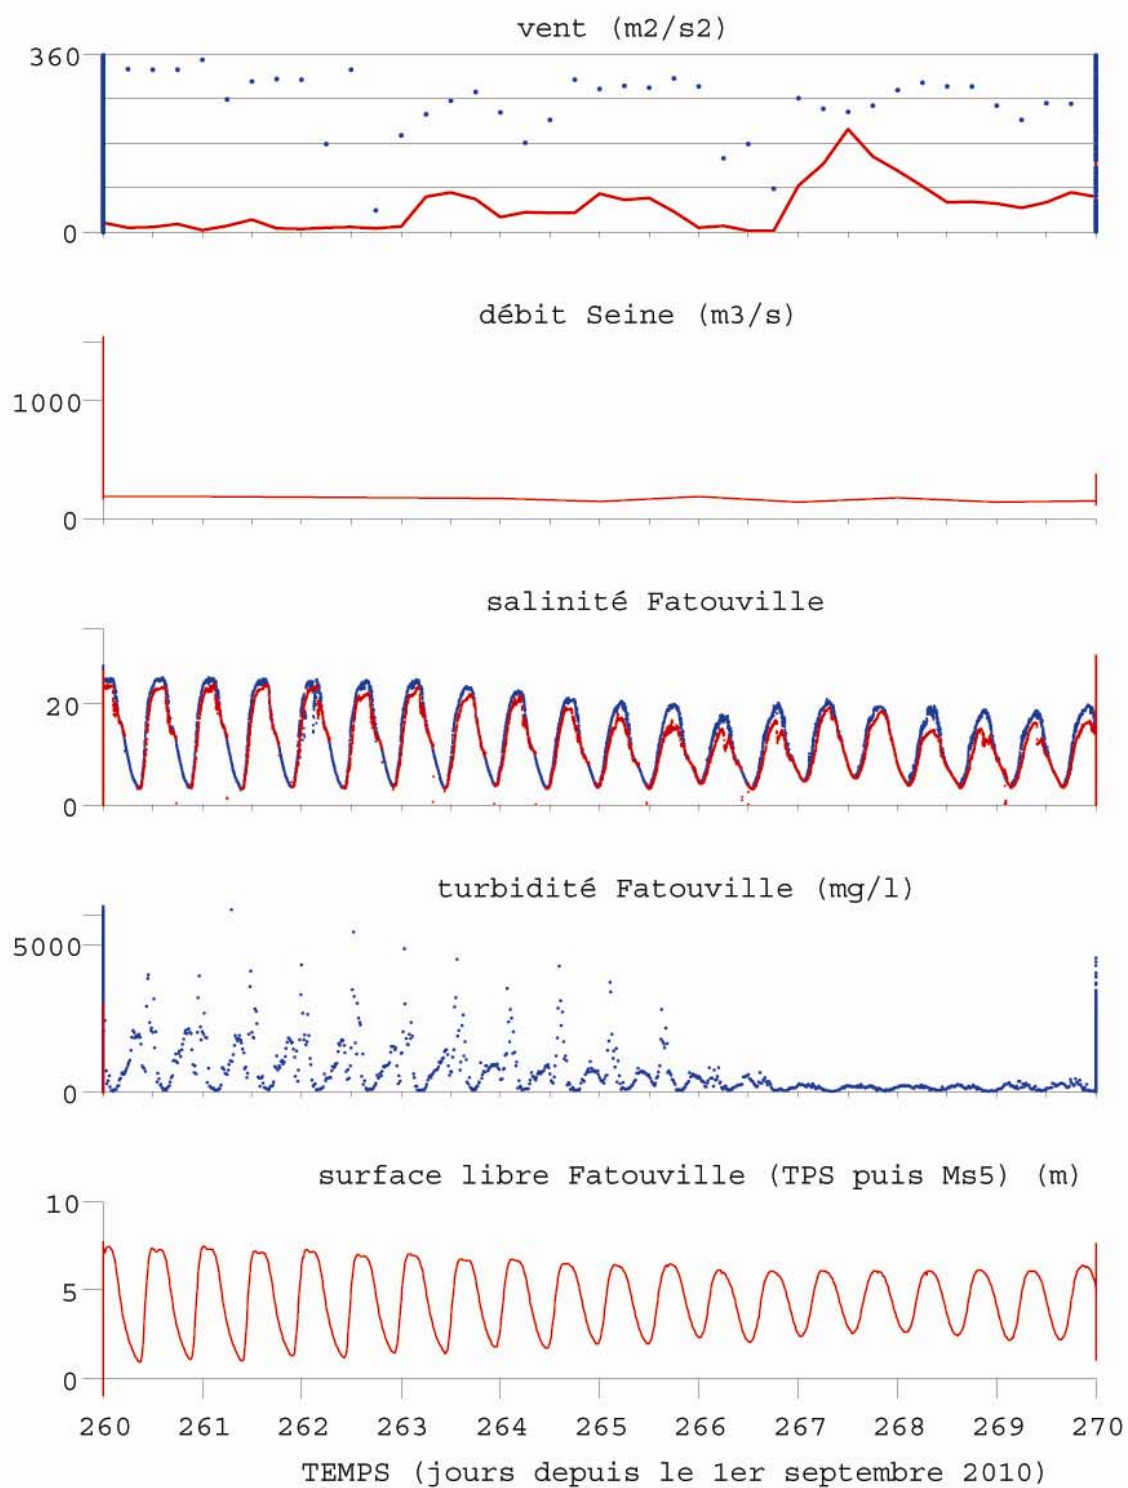 vent (m2/s2)
360
0
débit Seine (m3/s)
1000
0
salinité Fatouville
20
0
turbidité Fatouville (mg/l)
5000
0
surface libre Fatouville (TPS puis Ms5) (m)
10
5
0
260 261 262 263 264 265 266 267 268 269 270
TEMPS (jours depuis le 1er septembre 2010)